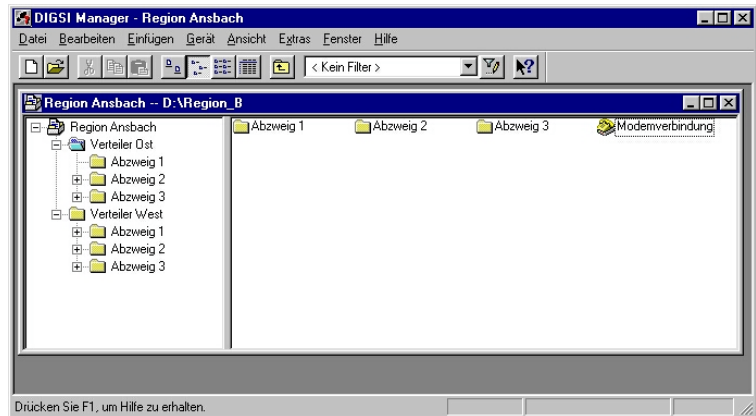 DIGSI Manager - Region Ansbach
Datei Bearbeiten Einfügen Gerät Ansicht Extras Fenster Hilfe
< Kein Filter >
Region Ansbach -- D:\Region_B
Region Ansbach
Verteiler Ost
Abzweig 1
Abzweig 2
Abzweig 3
Verteiler West
Abzweig 1
Abzweig 2
Abzweig 3
Abzweig 1 Abzweig 2 Abzweig 3 Modemverbindung
Drücken Sie F1, um Hilfe zu erhalten.